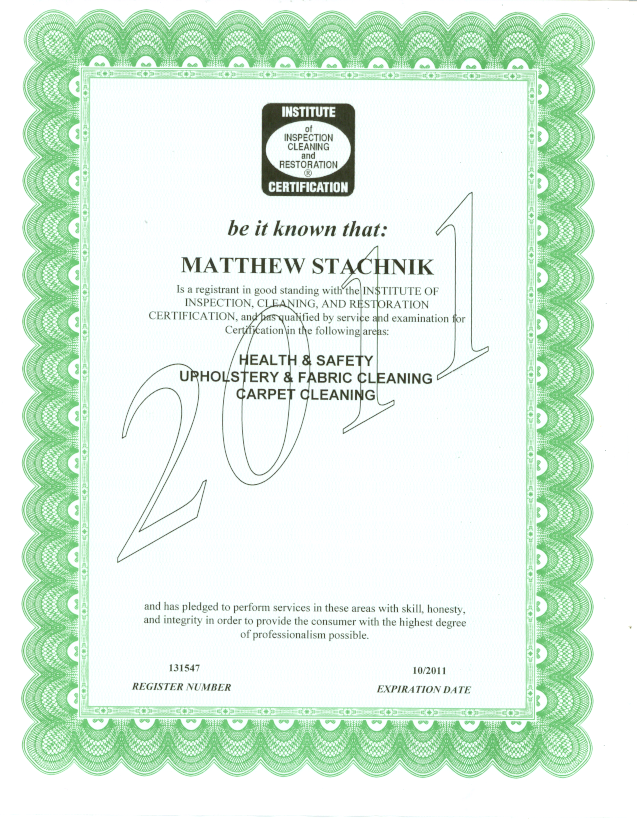 INSTITUTE
of
INSPECTION
CLEANING
and
RESTORATION
®
CERTIFICATION
be it known that:
MATTHEW STACHNIK
Is a registrant in good standing with the INSTITUTE OF
INSPECTION, CLEANING, AND RESTORATION
CERTIFICATION, and has qualified by service and examination for
Certification in the following areas:
HEALTH & SAFETY
UPHOLSTERY & FABRIC CLEANING
CARPET CLEANING
2011
and has pledged to perform services in these areas with skill, honesty,
and integrity in order to provide the consumer with the highest degree
of professionalism possible.
131547
REGISTER NUMBER
10/2011
EXPIRATION DATE